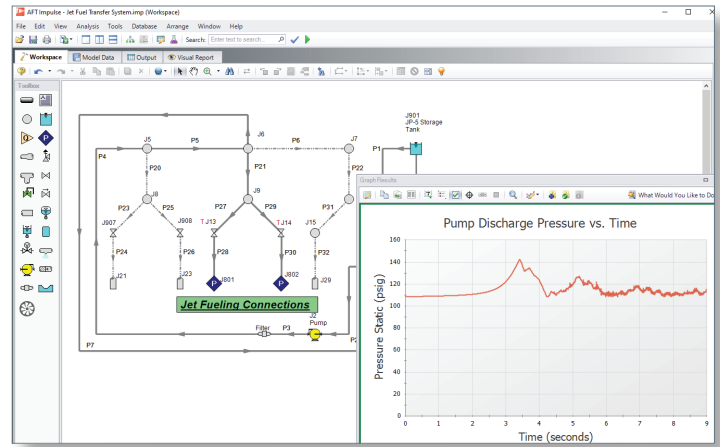 AFT Impulse - Jet Fuel Transfer System.imp (Workspace)
File Edit View Analysis Tools Database Arrange Window Help
Search: Enter text to search...
Workspace Model Data Output Visual Report
Toolbox
J901
JP-5 Storage
Tank
J5 P5 J6 P6 J7
P4 P1
P20 P21 P22
J8 J9
P23 P25 P27 P29 P31
J907 J908 T J13 T J14 J15
P24 P26 P28 P30 P32
J21 J23 P J801 P J802 J29
Jet Fueling Connections
J2
Pump
Filter P3
P7
Graph Results
What Would You Like to Do
Pump Discharge Pressure vs. Time
Pressure Static (psig)
160
140
120
100
80
60
40
20
0
0 1 2 3 4 5 6 7 8 9
Time (seconds)